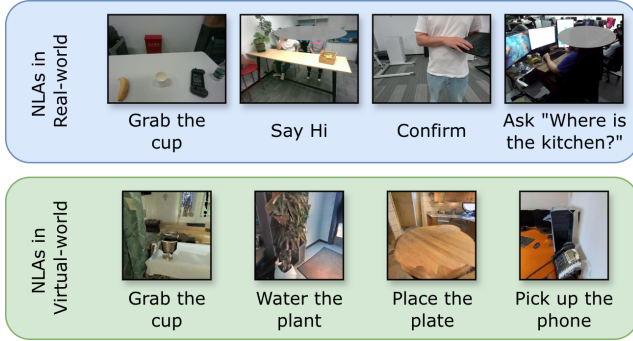 NLAs in
Real-world
Grab the
cup
Say Hi
Confirm
Ask "Where is
the kitchen?"
NLAs in
Virtual-world
Grab the
cup
Water the
plant
Place the
plate
Pick up the
phone